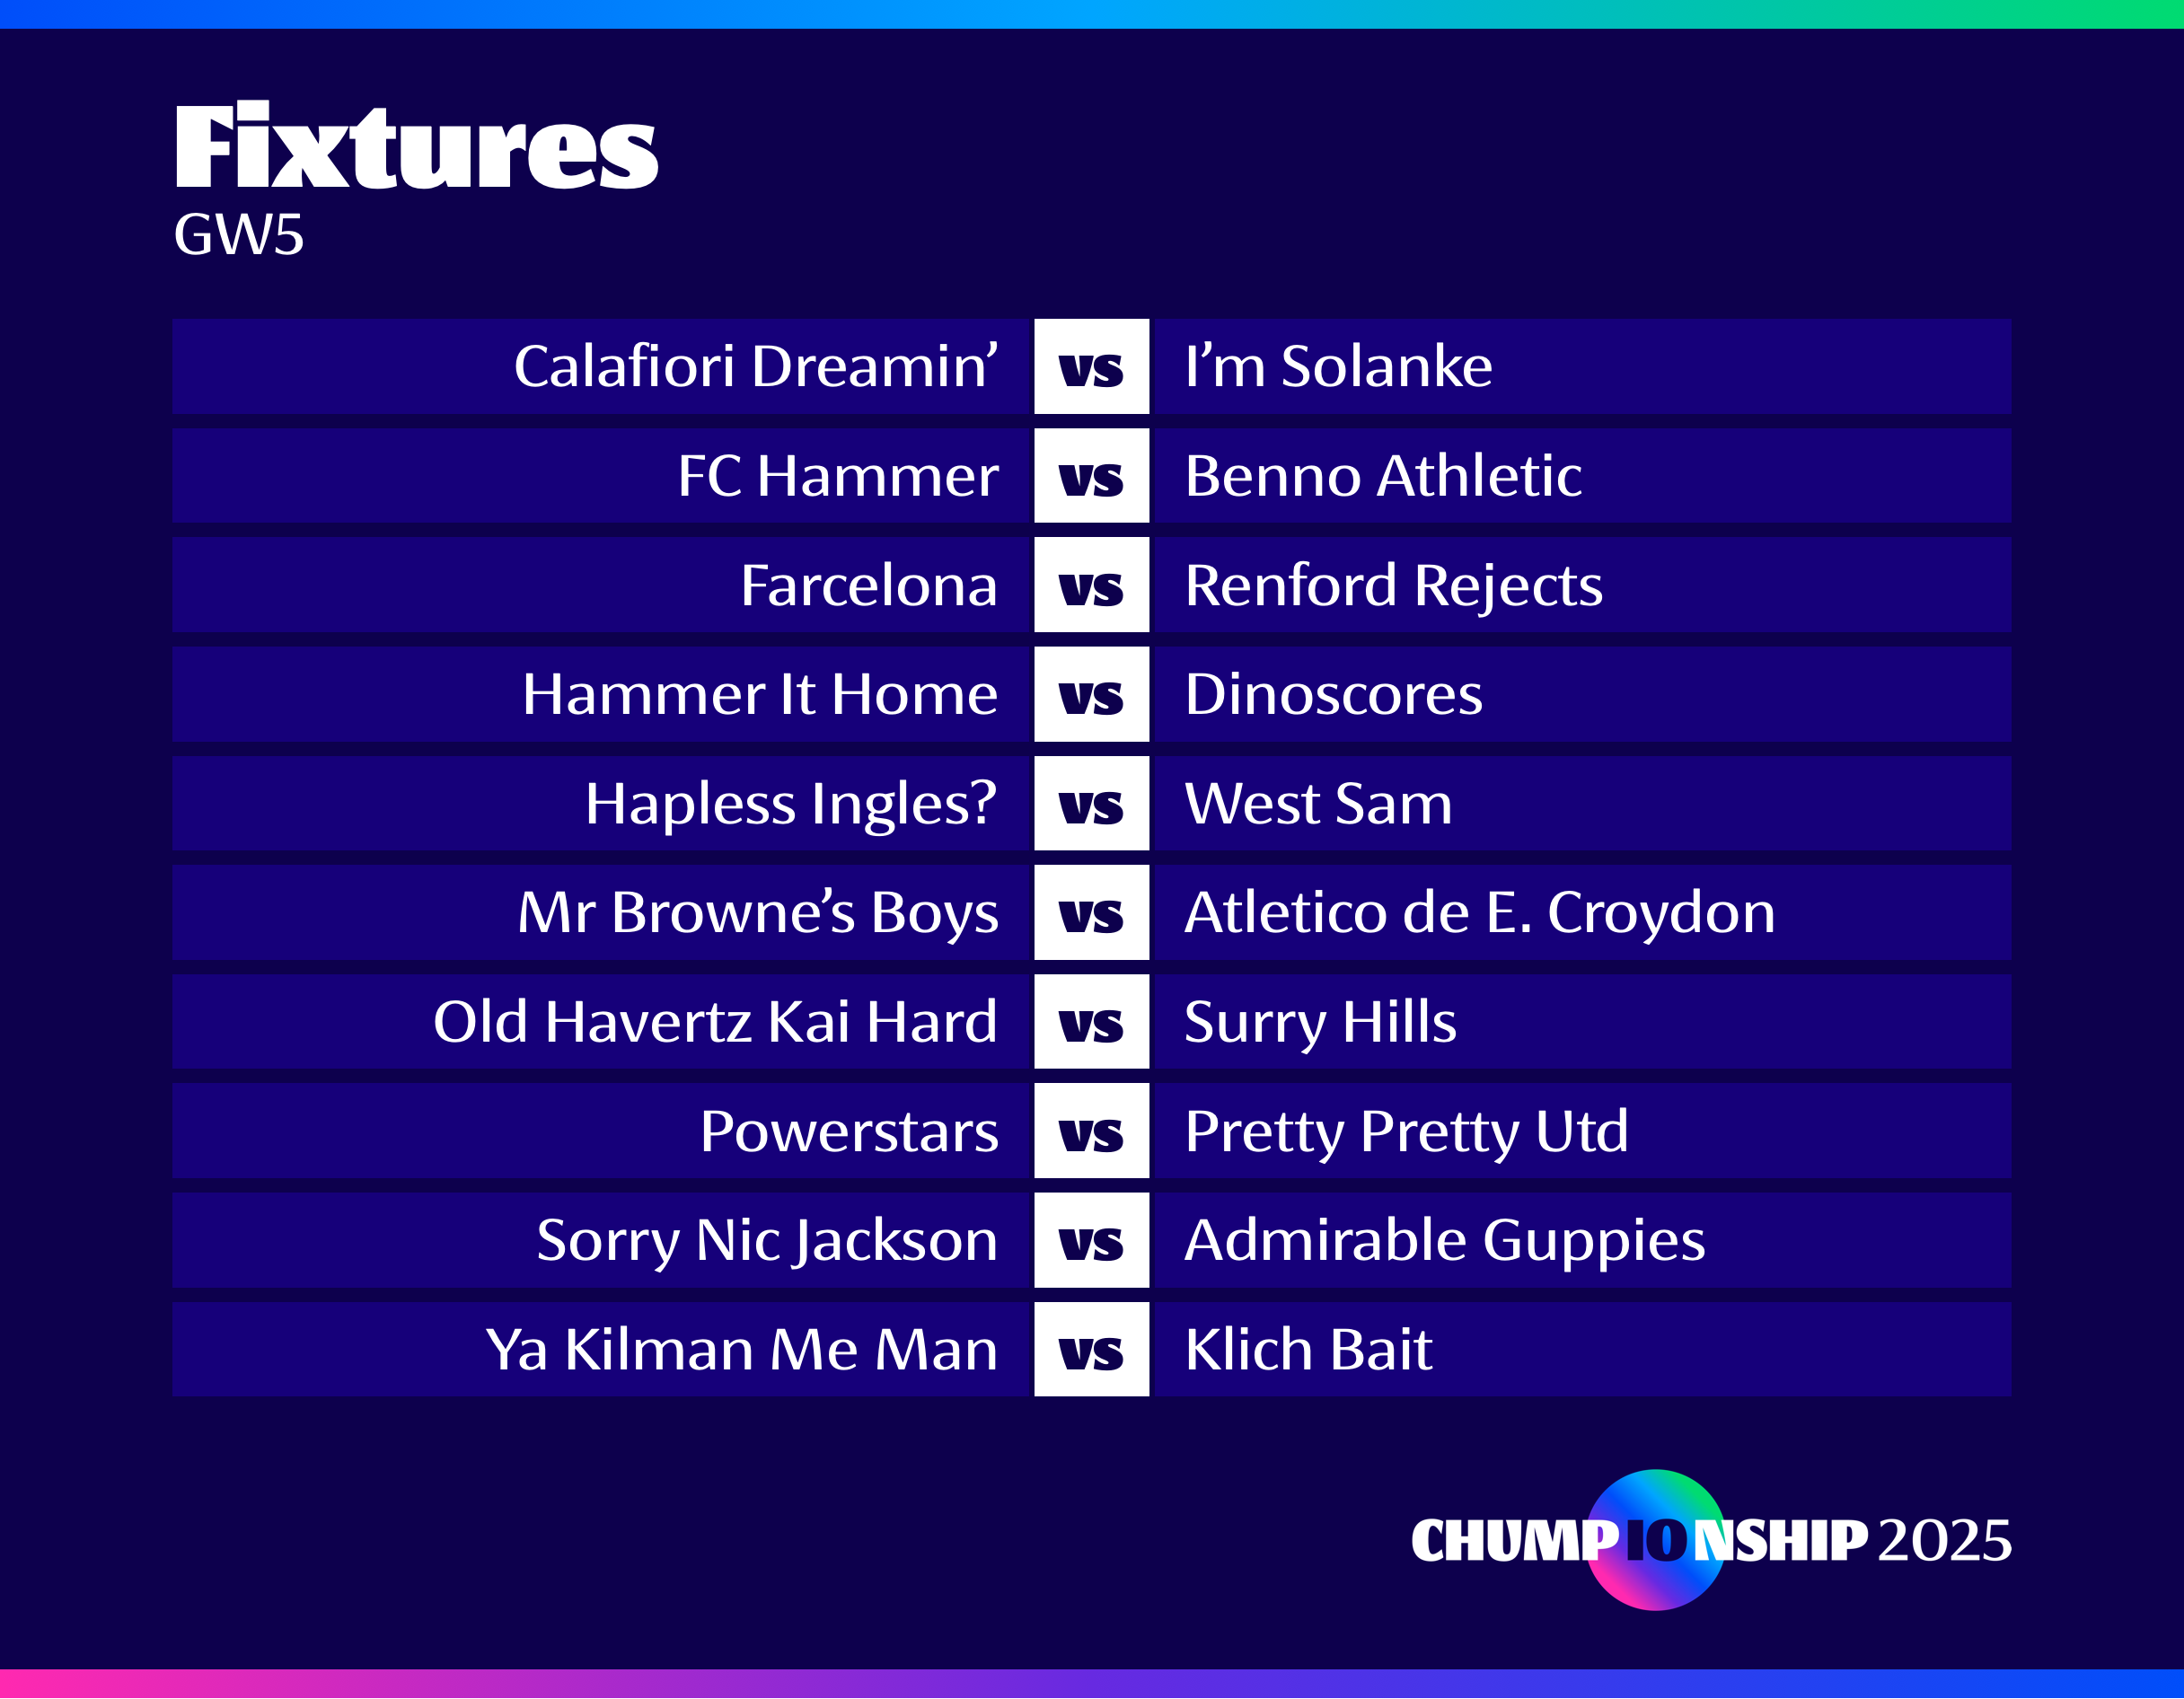 Fixtures
GW5
Calafiori Dreamin’ vs I’m Solanke
FC Hammer vs Benno Athletic
Farcelona vs Renford Rejects
Hammer It Home vs Dinoscores
Hapless Ingles? vs West Sam
Mr Browne’s Boys vs Atletico de E. Croydon
Old Havertz Kai Hard vs Surry Hills
Powerstars vs Pretty Pretty Utd
Sorry Nic Jackson vs Admirable Guppies
Ya Kilman Me Man vs Klich Bait
CHUMPIONSHIP 2025